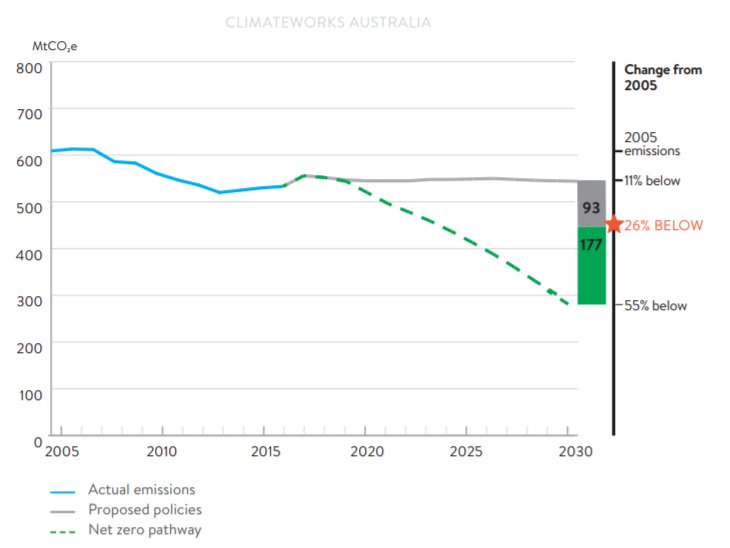 CLIMATEWORKS AUSTRALIA
MtCO₂e
800
700
600
500
400
300
200
100
0
2005
2010
2015
2020
2025
2030
93
177
Change from
2005
2005
emissions
11% below
26% BELOW
55% below
Actual emissions
Proposed policies
Net zero pathway